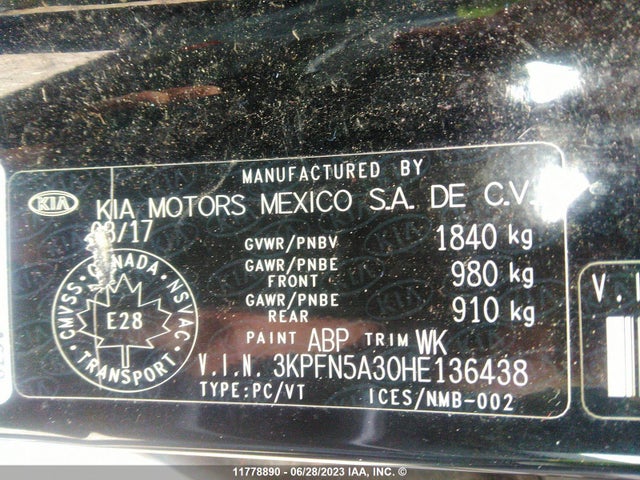 MANUFACTURED BY
KIA KIA MOTORS MEXICO S.A. DE C.V.
03/17
GVWR/PNBV 1840 kg
GAWR/PNBE FRONT 980 kg
GAWR/PNBE REAR 910 kg
CANADA
CMVSS
NSVAC
E28
TRANSPORT
PAINT ABP TRIM WK
V.I.N. 3KPFN5A30HE136438
TYPE:PC/VT ICES/NMB-002
11778890 - 06/28/2023 IAA, INC. ©